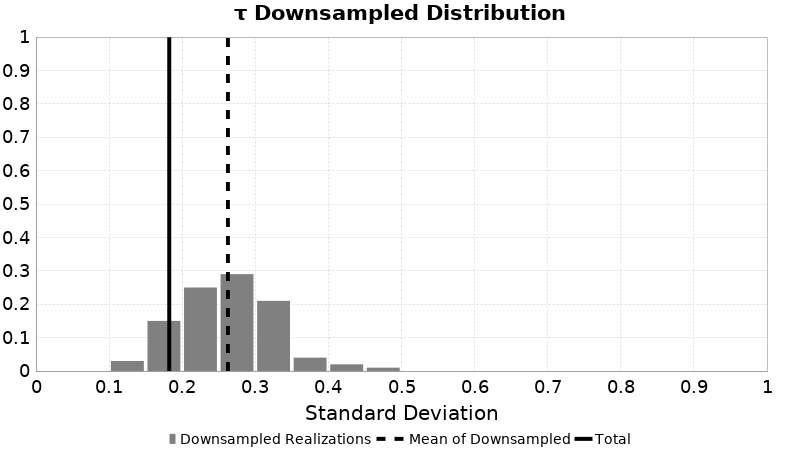 τ Downsampled Distribution
1
0.9
0.8
0.7
0.6
0.5
0.4
0.3
0.2
0.1
0
0 0.1 0.2 0.3 0.4 0.5 0.6 0.7 0.8 0.9 1
Standard Deviation
Downsampled Realizations Mean of Downsampled Total